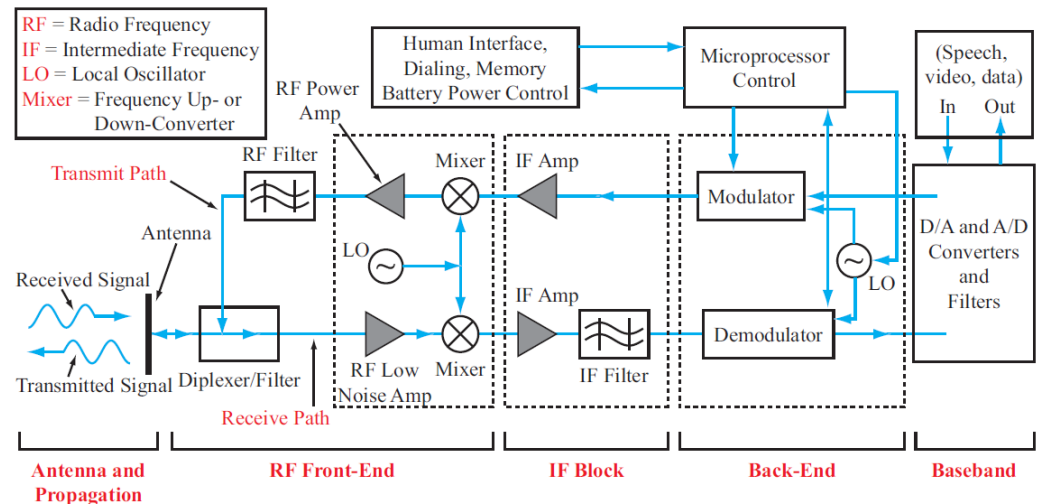 RF = Radio Frequency
IF = Intermediate Frequency
LO = Local Oscillator
Mixer = Frequency Up- or
Down-Converter
Human Interface,
Dialing, Memory
Battery Power Control
Microprocessor
Control
(Speech,
video, data)
In Out
RF Power
Amp
RF Filter
Mixer
IF Amp
Transmit Path
Modulator
Antenna
LO
D/A and A/D
Converters
and
Filters
Received Signal
LO
IF Amp
Demodulator
Transmitted Signal
Diplexer/Filter
RF Low
Noise Amp
Mixer
IF Filter
Receive Path
Antenna and
Propagation
RF Front-End
IF Block
Back-End
Baseband